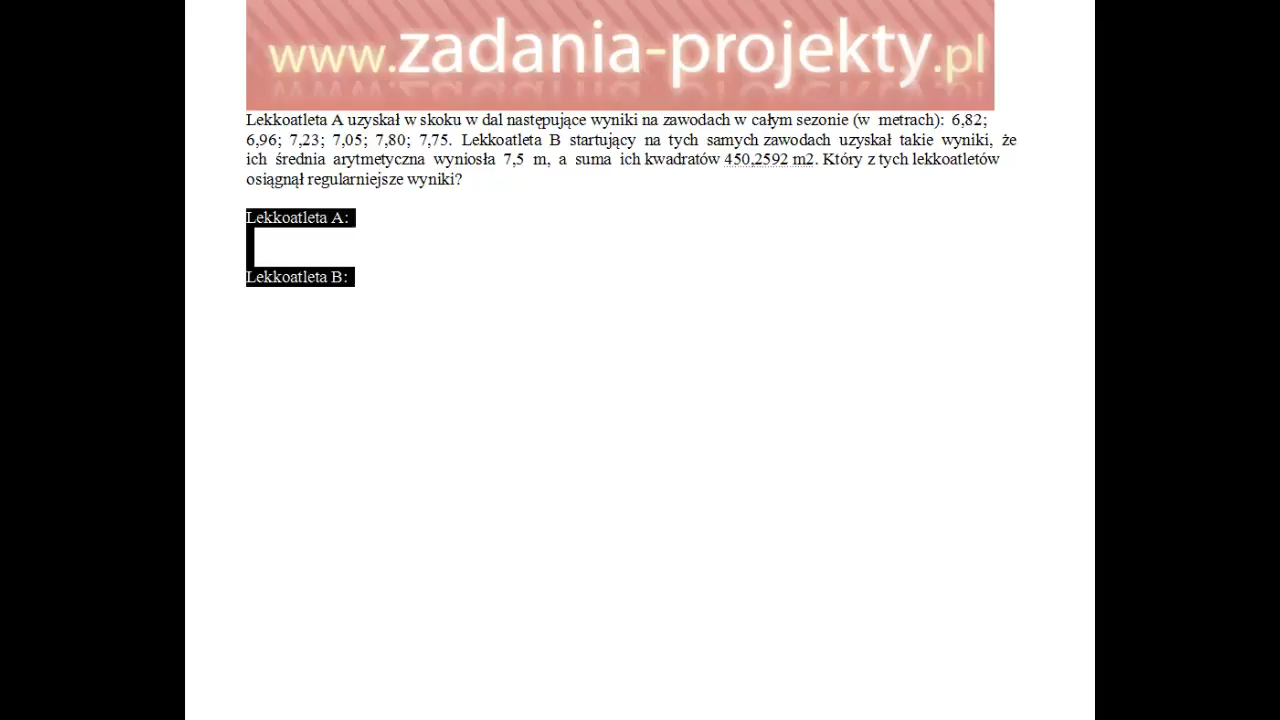 www.zadania-projekty.pl
Lekkoatleta A uzyskał w skoku w dal następujące wyniki na zawodach w całym sezonie (w metrach): 6,82;
6,96; 7,23; 7,05; 7,80; 7,75. Lekkoatleta B startujący na tych samych zawodach uzyskał takie wyniki, że
ich średnia arytmetyczna wyniosła 7,5 m, a suma ich kwadratów 450,2592 m2. Który z tych lekkoatletów
osiągnął regularniejsze wyniki?
Lekkoatleta A:
Lekkoatleta B: